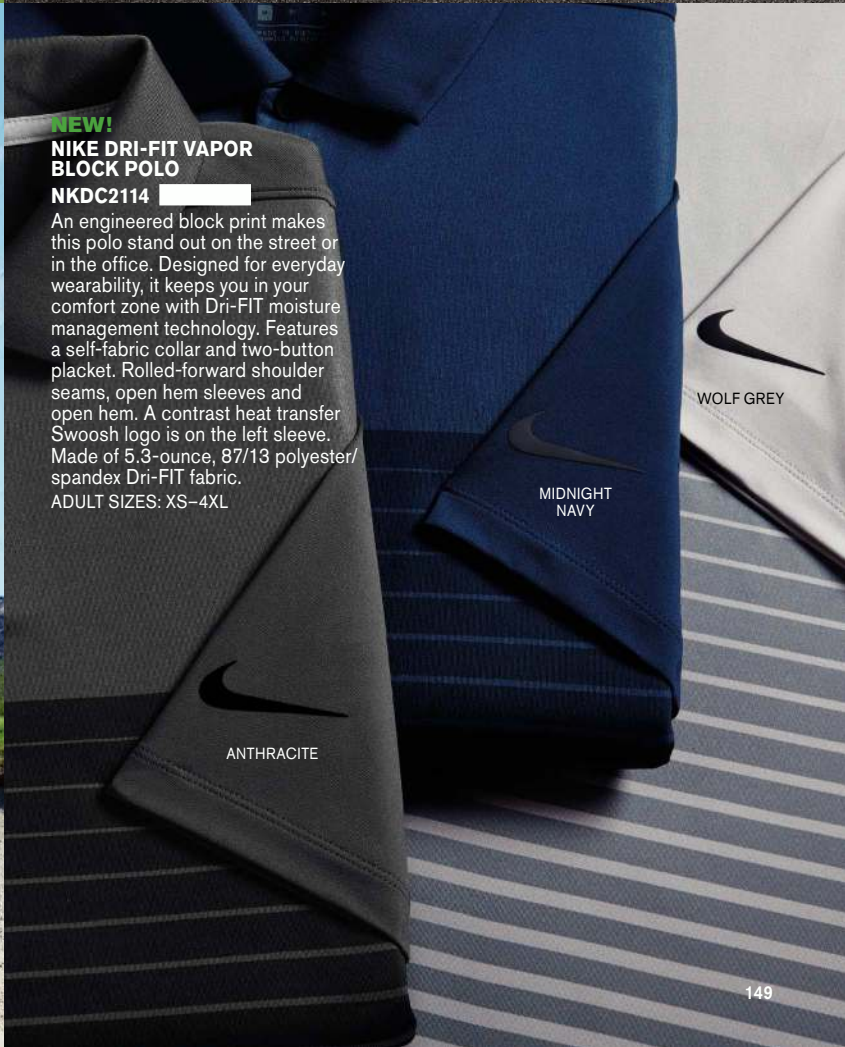 NEW!
NIKE DRI-FIT VAPOR
BLOCK POLO
NKDC2114
An engineered block print makes
this polo stand out on the street or
in the office. Designed for everyday
wearability, it keeps you in your
comfort zone with Dri-FIT moisture
management technology. Features
a self-fabric collar and two-button
placket. Rolled-forward shoulder
seams, open hem sleeves and
open hem. A contrast heat transfer
Swoosh logo is on the left sleeve.
Made of 5.3-ounce, 87/13 polyester/
spandex Dri-FIT fabric.
ADULT SIZES: XS–4XL
WOLF GREY
MIDNIGHT
NAVY
ANTHRACITE
149